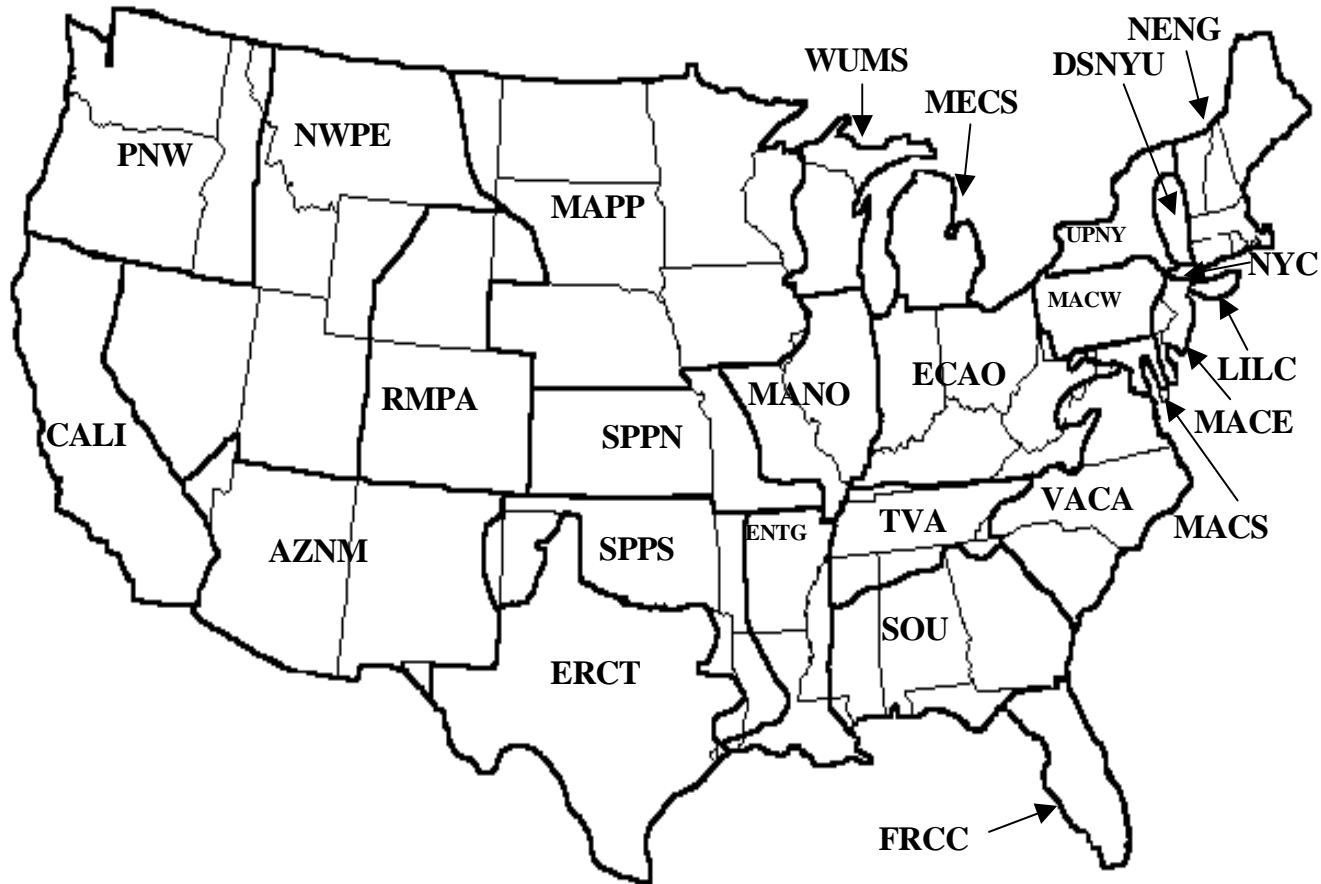 NENG
WUMS
DSNYU
MECS
NWPE
PNW
MAPP
UPNY
NYC
MACW
LILC
ECAO
MANO
RMPA
MACE
CALI
SPPN
VACA
TVA
MACS
ENTG
AZNM
SPPS
SOU
ERCT
FRCC